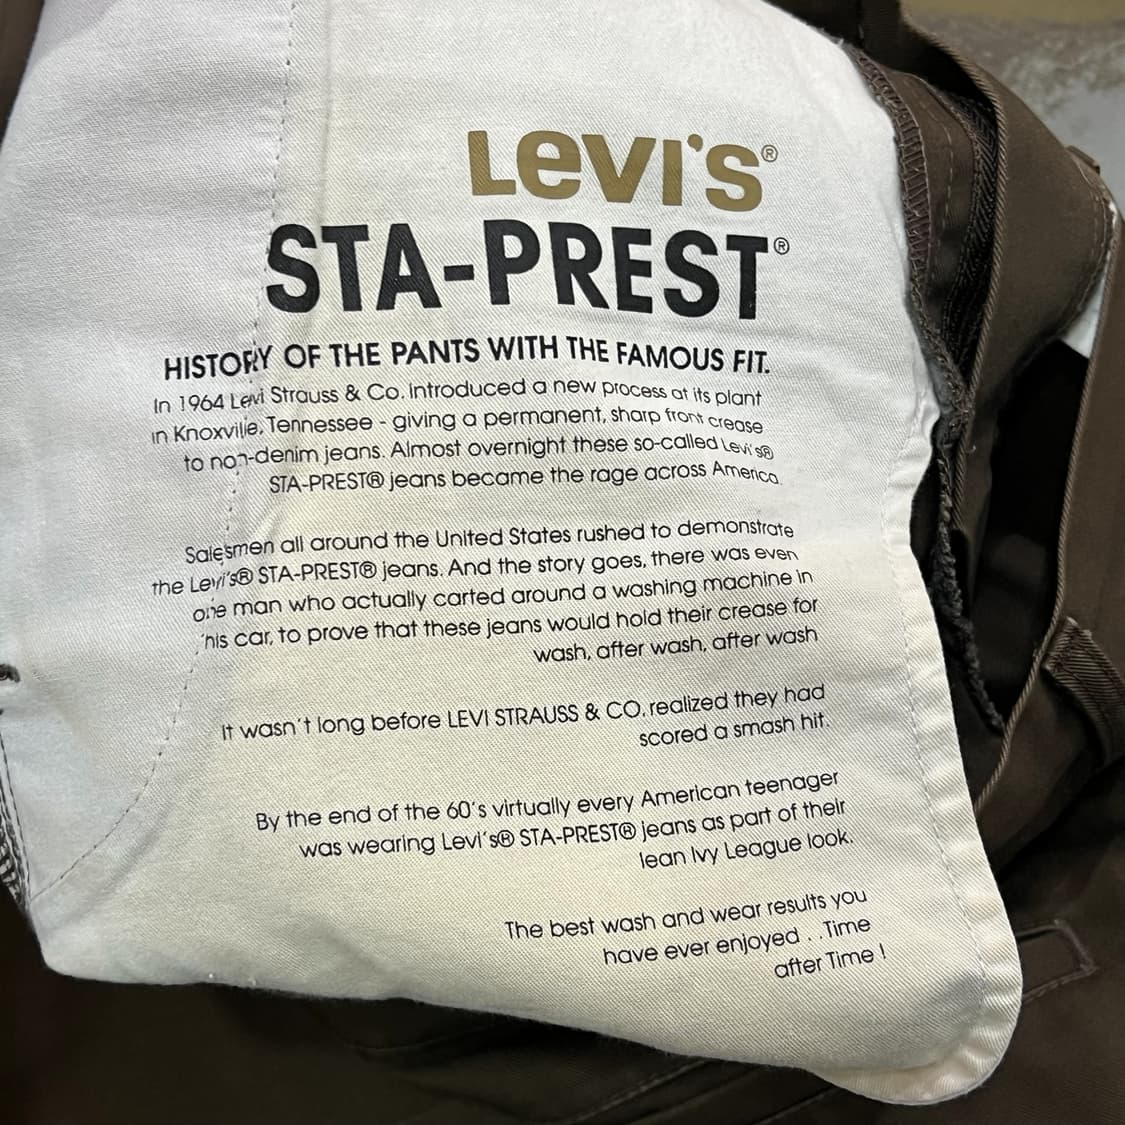 Levi's®
STA-PREST®
HISTORY OF THE PANTS WITH THE FAMOUS FIT.
In 1964 Levi Strauss & Co. introduced a new process at its plant
in Knoxville, Tennessee - giving a permanent, sharp front crease
to non-denim jeans. Almost overnight these so-called Levi's®
STA-PREST® jeans became the rage across America.
Salesmen all around the United States rushed to demonstrate
the Levi's® STA-PREST® jeans. And the story goes, there was even
one man who actually carted around a washing machine in
his car, to prove that these jeans would hold their crease for
wash, after wash, after wash
It wasn't long before LEVI STRAUSS & CO. realized they had
scored a smash hit.
By the end of the 60's virtually every American teenager
was wearing Levi's® STA-PREST® jeans as part of their
lean Ivy League look.
The best wash and wear results you
have ever enjoyed . . Time
after Time !